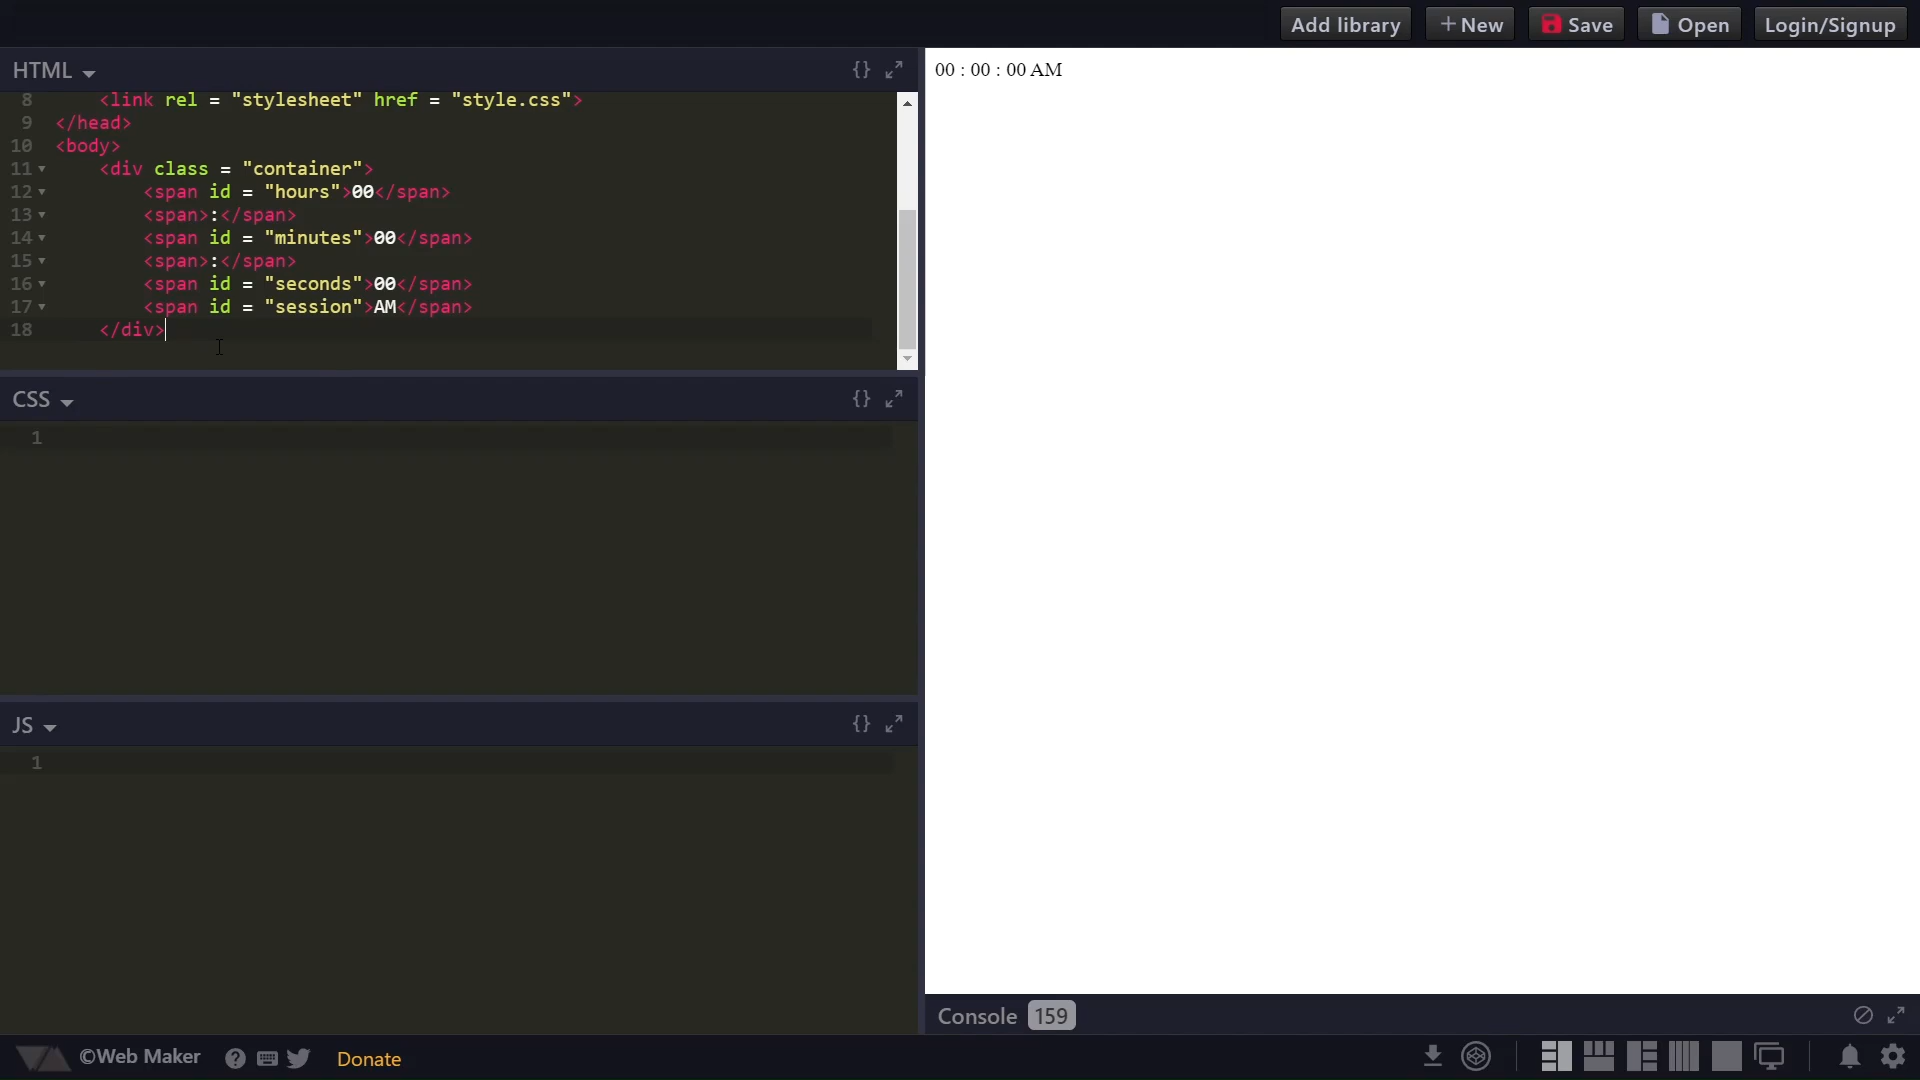 Add library
+ New
Save
Open
Login/Signup
HTML
{}
8 <link rel = "stylesheet" href = "style.css">
9 </head>
10 <body>
11 <div class = "container">
12 <span id = "hours">00</span>
13 <span>:</span>
14 <span id = "minutes">00</span>
15 <span>:</span>
16 <span id = "seconds">00</span>
17 <span id = "session">AM</span>
18 </div>
CSS
{}
1
JS
{}
1
00 : 00 : 00 AM
Console 159
©Web Maker
?
Donate